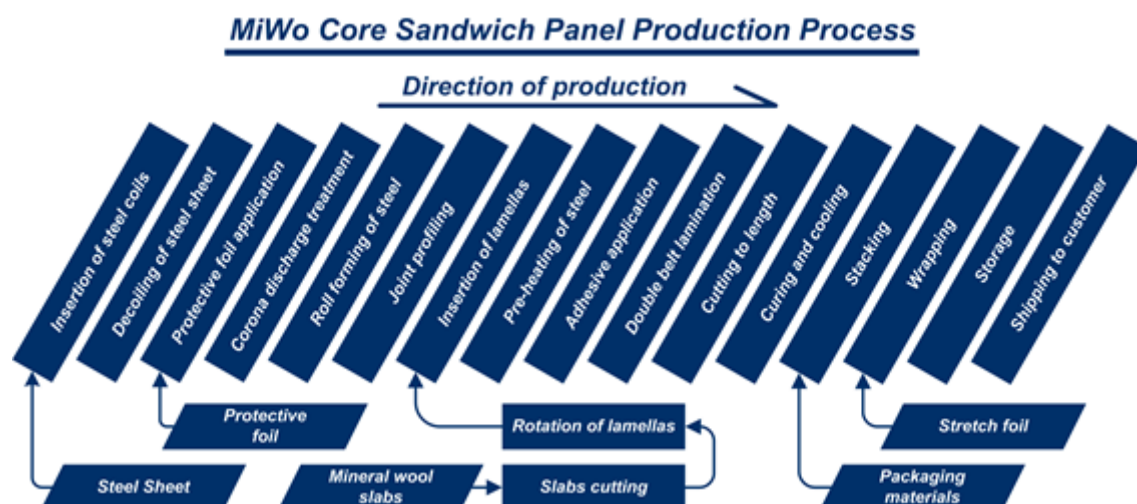 MiWo Core Sandwich Panel Production Process
Direction of production
Insertion of steel coils
Decoiling of steel sheet
Protective foil application
Corona discharge treatment
Roll forming of steel
Joint profiling
Insertion of lamellas
Pre-heating of steel
Adhesive application
Double belt lamination
Cutting to length
Curing and cooling
Stacking
Wrapping
Storage
Shipping to customer
Protective
foil
Rotation of lamellas
Stretch foil
Steel Sheet
Mineral wool
slabs
Slabs cutting
Packaging
materials